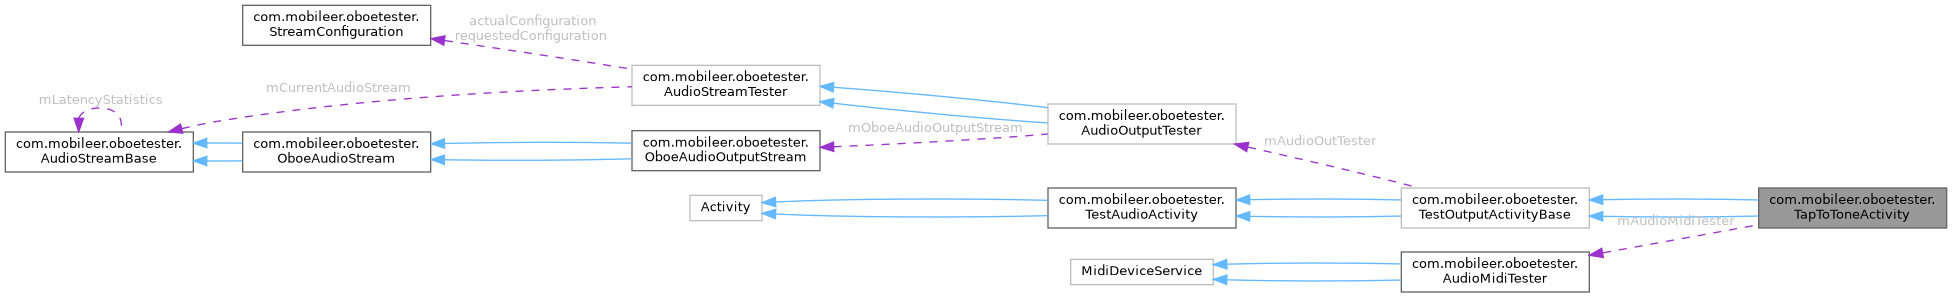 com.mobileer.oboetester.
StreamConfiguration
actualConfiguration
requestedConfiguration
com.mobileer.oboetester.
AudioStreamTester
mCurrentAudioStream
mLatencyStatistics
com.mobileer.oboetester.
AudioStreamBase
com.mobileer.oboetester.
OboeAudioStream
com.mobileer.oboetester.
OboeAudioOutputStream
mOboeAudioOutputStream
com.mobileer.oboetester.
AudioOutputTester
mAudioOutTester
Activity
com.mobileer.oboetester.
TestAudioActivity
com.mobileer.oboetester.
TestOutputActivityBase
com.mobileer.oboetester.
TapToToneActivity
mAudioMidiTester
MidiDeviceService
com.mobileer.oboetester.
AudioMidiTester